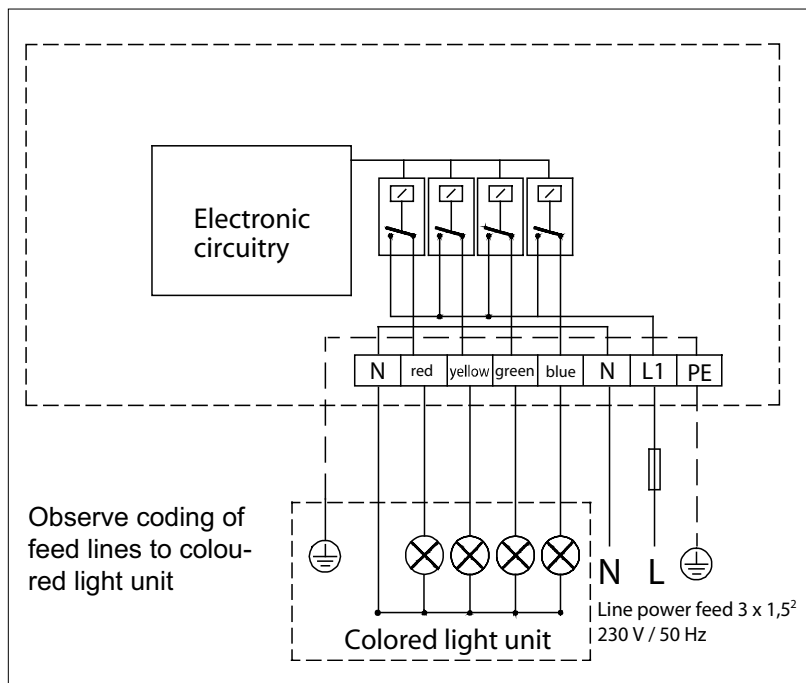 Electronic
circuitry
N red yellow green blue N L1 PE
Observe coding of
feed lines to colou-
red light unit
N L
Line power feed 3 x 1,5²
230 V / 50 Hz
Colored light unit